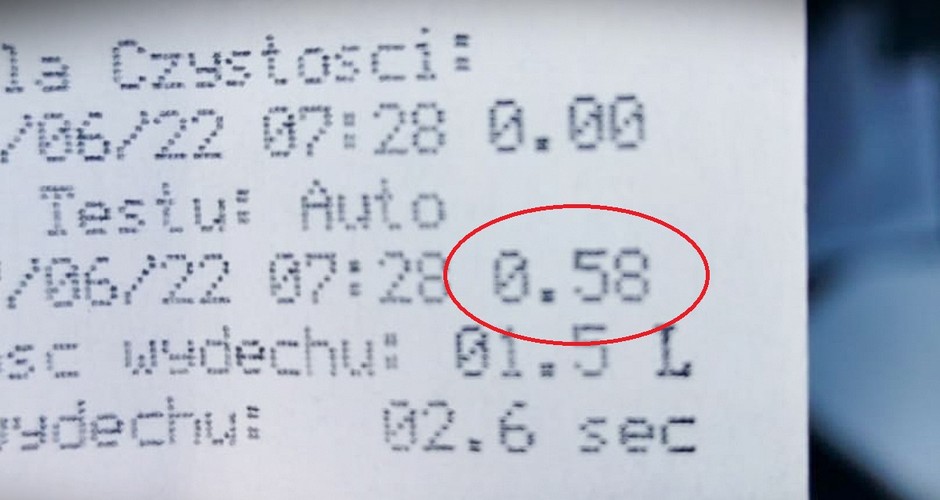 la Czystosci:
/06/22 07:28 0.00
Testu: Auto
/06/22 07:28 0.58
sc wydechu: 01.5 L
wydechu: 02.6 sec